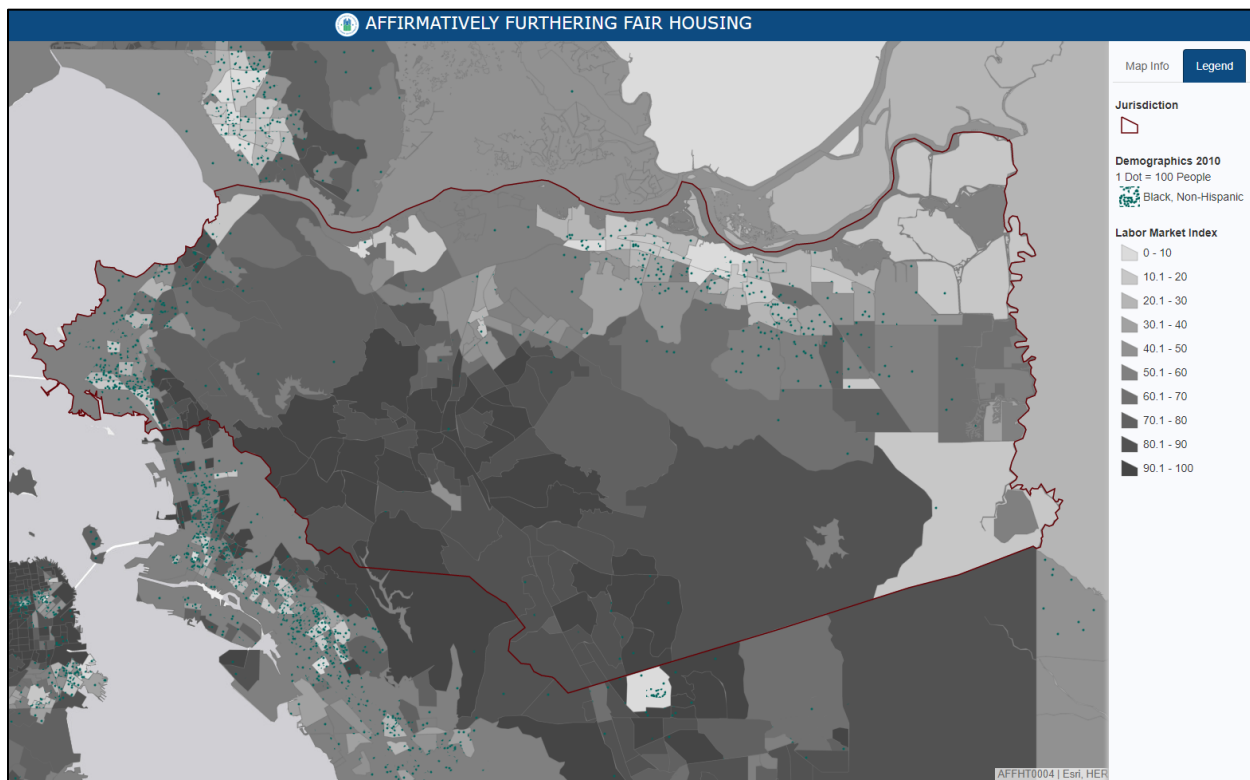 AFFIRMATIVELY FURTHERING FAIR HOUSING
Map Info
Legend
Jurisdiction
Demographics 2010
1 Dot = 100 People
Black, Non-Hispanic
Labor Market Index
0 - 10
10.1 - 20
20.1 - 30
30.1 - 40
40.1 - 50
50.1 - 60
60.1 - 70
70.1 - 80
80.1 - 90
90.1 - 100
AFFHT0004 | Esri, HER